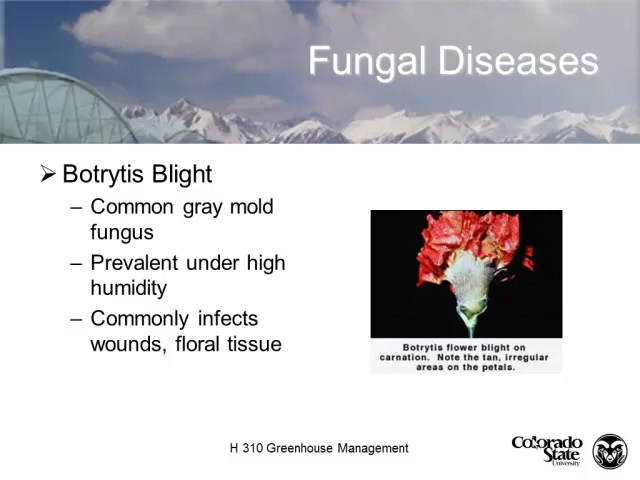 Fungal Diseases
➢ Botrytis Blight
– Common gray mold
fungus
– Prevalent under high
humidity
– Commonly infects
wounds, floral tissue
Botrytis flower blight on
carnation. Note the tan, irregular
areas on the petals.
H 310 Greenhouse Management
Colorado
State
University